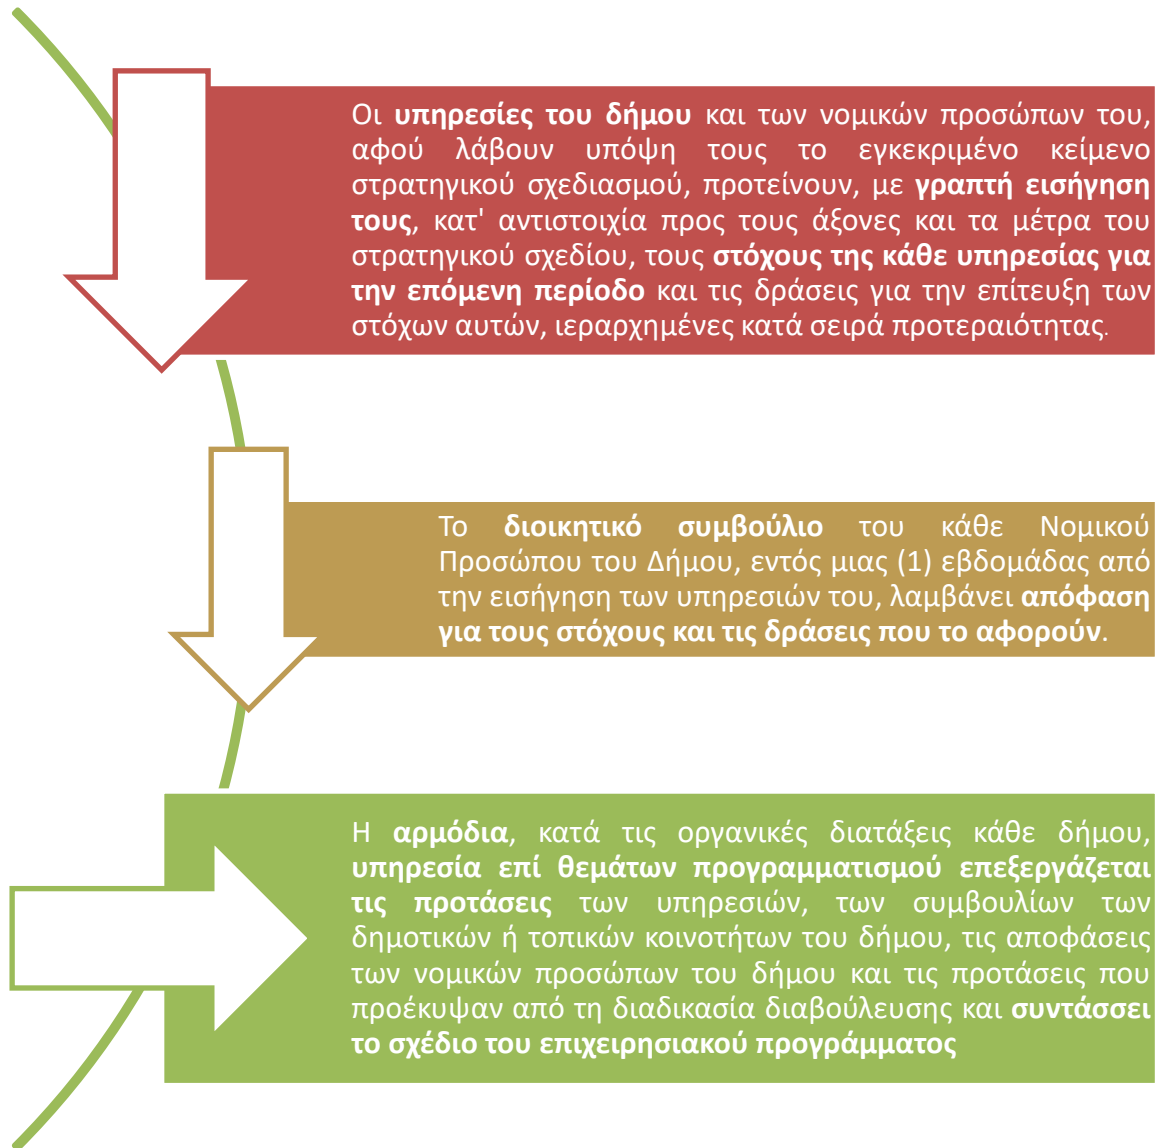 Οι υπηρεσίες του δήμου και των νομικών προσώπων του,
αφού λάβουν υπόψη τους το εγκεκριμένο κείμενο
στρατηγικού σχεδιασμού, προτείνουν, με γραπτή εισήγηση
τους, κατ' αντιστοιχία προς τους άξονες και τα μέτρα του
στρατηγικού σχεδίου, τους στόχους της κάθε υπηρεσίας για
την επόμενη περίοδο και τις δράσεις για την επίτευξη των
στόχων αυτών, ιεραρχημένες κατά σειρά προτεραιότητας.
Το διοικητικό συμβούλιο του κάθε Νομικού
Προσώπου του Δήμου, εντός μιας (1) εβδομάδας από
την εισήγηση των υπηρεσιών του, λαμβάνει απόφαση
για τους στόχους και τις δράσεις που το αφορούν.
Η αρμόδια, κατά τις οργανικές διατάξεις κάθε δήμου,
υπηρεσία επί θεμάτων προγραμματισμού επεξεργάζεται
τις προτάσεις των υπηρεσιών, των συμβουλίων των
δημοτικών ή τοπικών κοινοτήτων του δήμου, τις αποφάσεις
των νομικών προσώπων του δήμου και τις προτάσεις που
προέκυψαν από τη διαδικασία διαβούλευσης και συντάσσει
το σχέδιο του επιχειρησιακού προγράμματος